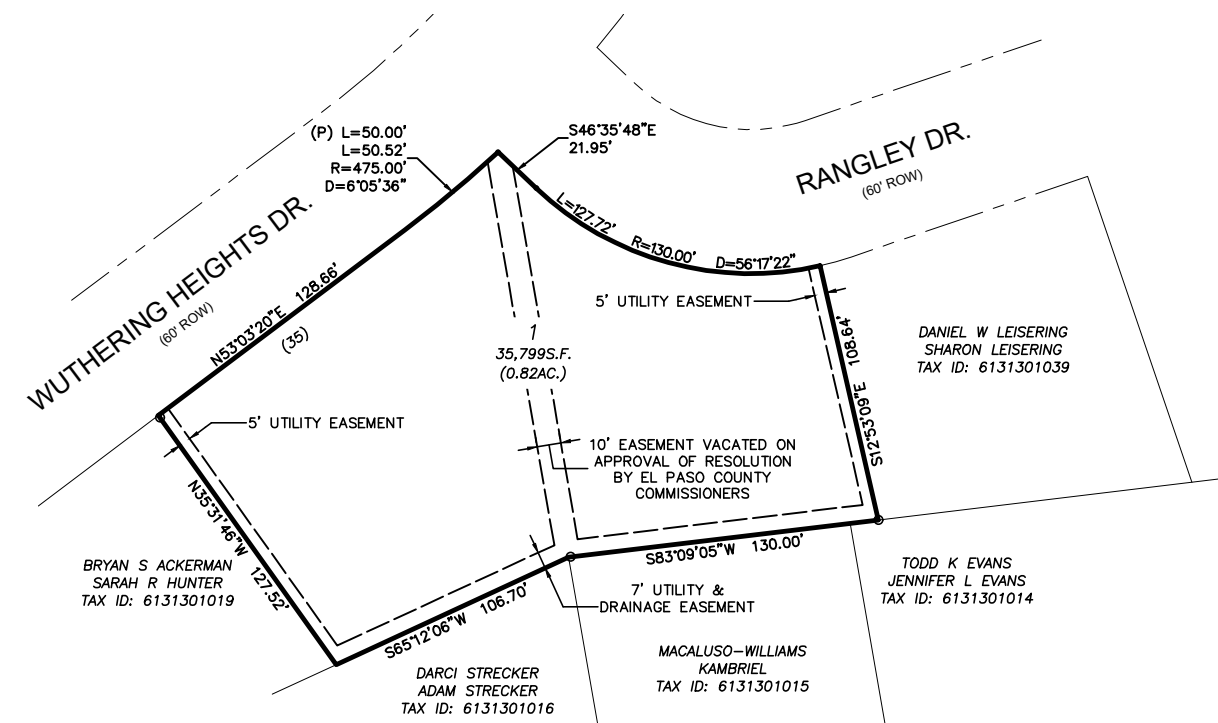 (P) L=50.00'
L=50.52'
R=475.00'
D=6°05'36"
S46°35'48"E
21.95'
RANGLEY DR.
(60' ROW)
WUTHERING HEIGHTS DR.
(60' ROW)
L=127.72'
R=130.00'
D=56°17'22"
N53°03'20"E 128.66'
(35)
5' UTILITY EASEMENT
1
35,799S.F.
(0.82AC.)
S12°53'09"E 108.64'
DANIEL W LEISERING
SHARON LEISERING
TAX ID: 6131301039
5' UTILITY EASEMENT
10' EASEMENT VACATED ON
APPROVAL OF RESOLUTION
BY EL PASO COUNTY
COMMISSIONERS
N35°31'46"W 127.52'
S83°09'05"W 130.00'
BRYAN S ACKERMAN
SARAH R HUNTER
TAX ID: 6131301019
S65°12'06"W 106.70'
7' UTILITY &
DRAINAGE EASEMENT
TODD K EVANS
JENNIFER L EVANS
TAX ID: 6131301014
DARCI STRECKER
ADAM STRECKER
TAX ID: 6131301016
MACALUSO-WILLIAMS
KAMBRIEL
TAX ID: 6131301015